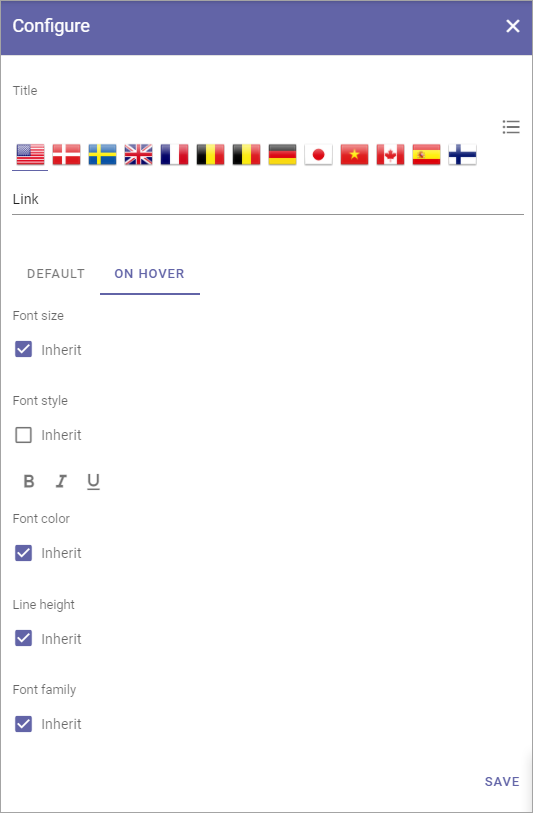 Configure
Title
Link
DEFAULT ON HOVER
Font size
Inherit
Font style
Inherit
B I U
Font color
Inherit
Line height
Inherit
Font family
Inherit
SAVE